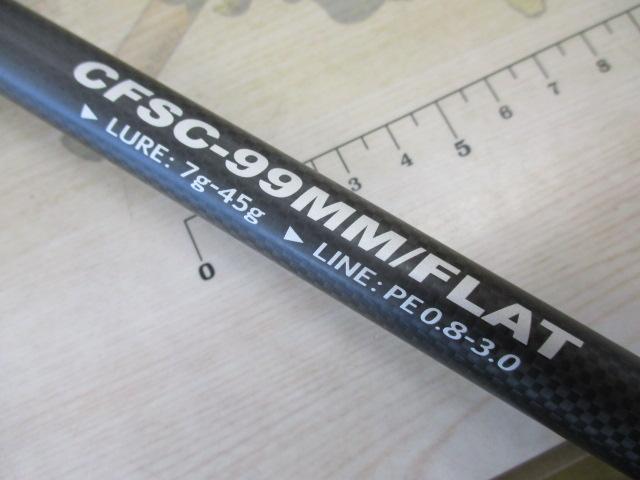 CFSC-99MM/FLAT
▶ LURE: 7g-45g ▶ LINE: PE0.8-3.0
0 3 4 5 6 7 8